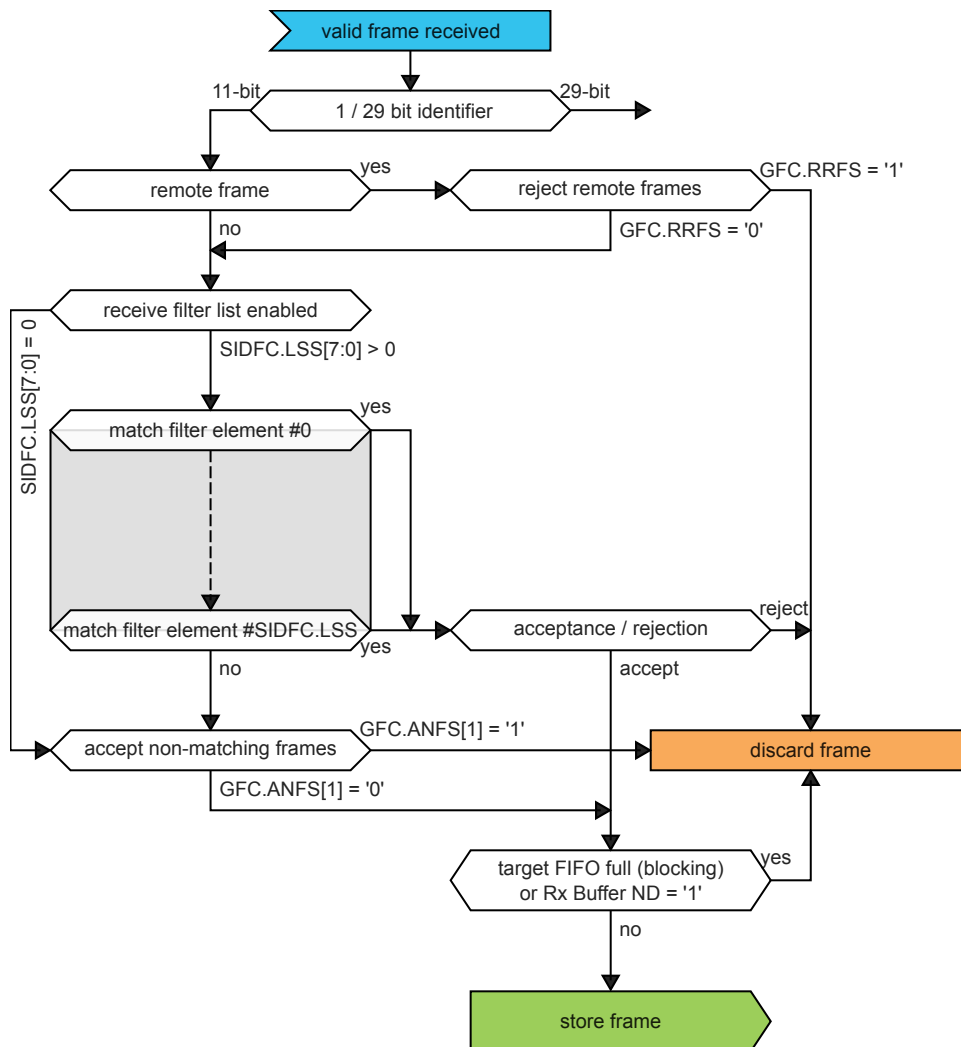 valid frame received
11-bit
29-bit
1 / 29 bit identifier
remote frame
yes
reject remote frames
GFC.RRFS = '1'
no
GFC.RRFS = '0'
receive filter list enabled
SIDFC.LSS[7:0] = 0
SIDFC.LSS[7:0] > 0
match filter element #0
yes
match filter element #SIDFC.LSS
yes
acceptance / rejection
reject
no
accept
accept non-matching frames
GFC.ANFS[1] = '1'
discard frame
GFC.ANFS[1] = '0'
target FIFO full (blocking)
or Rx Buffer ND = '1'
yes
no
store frame